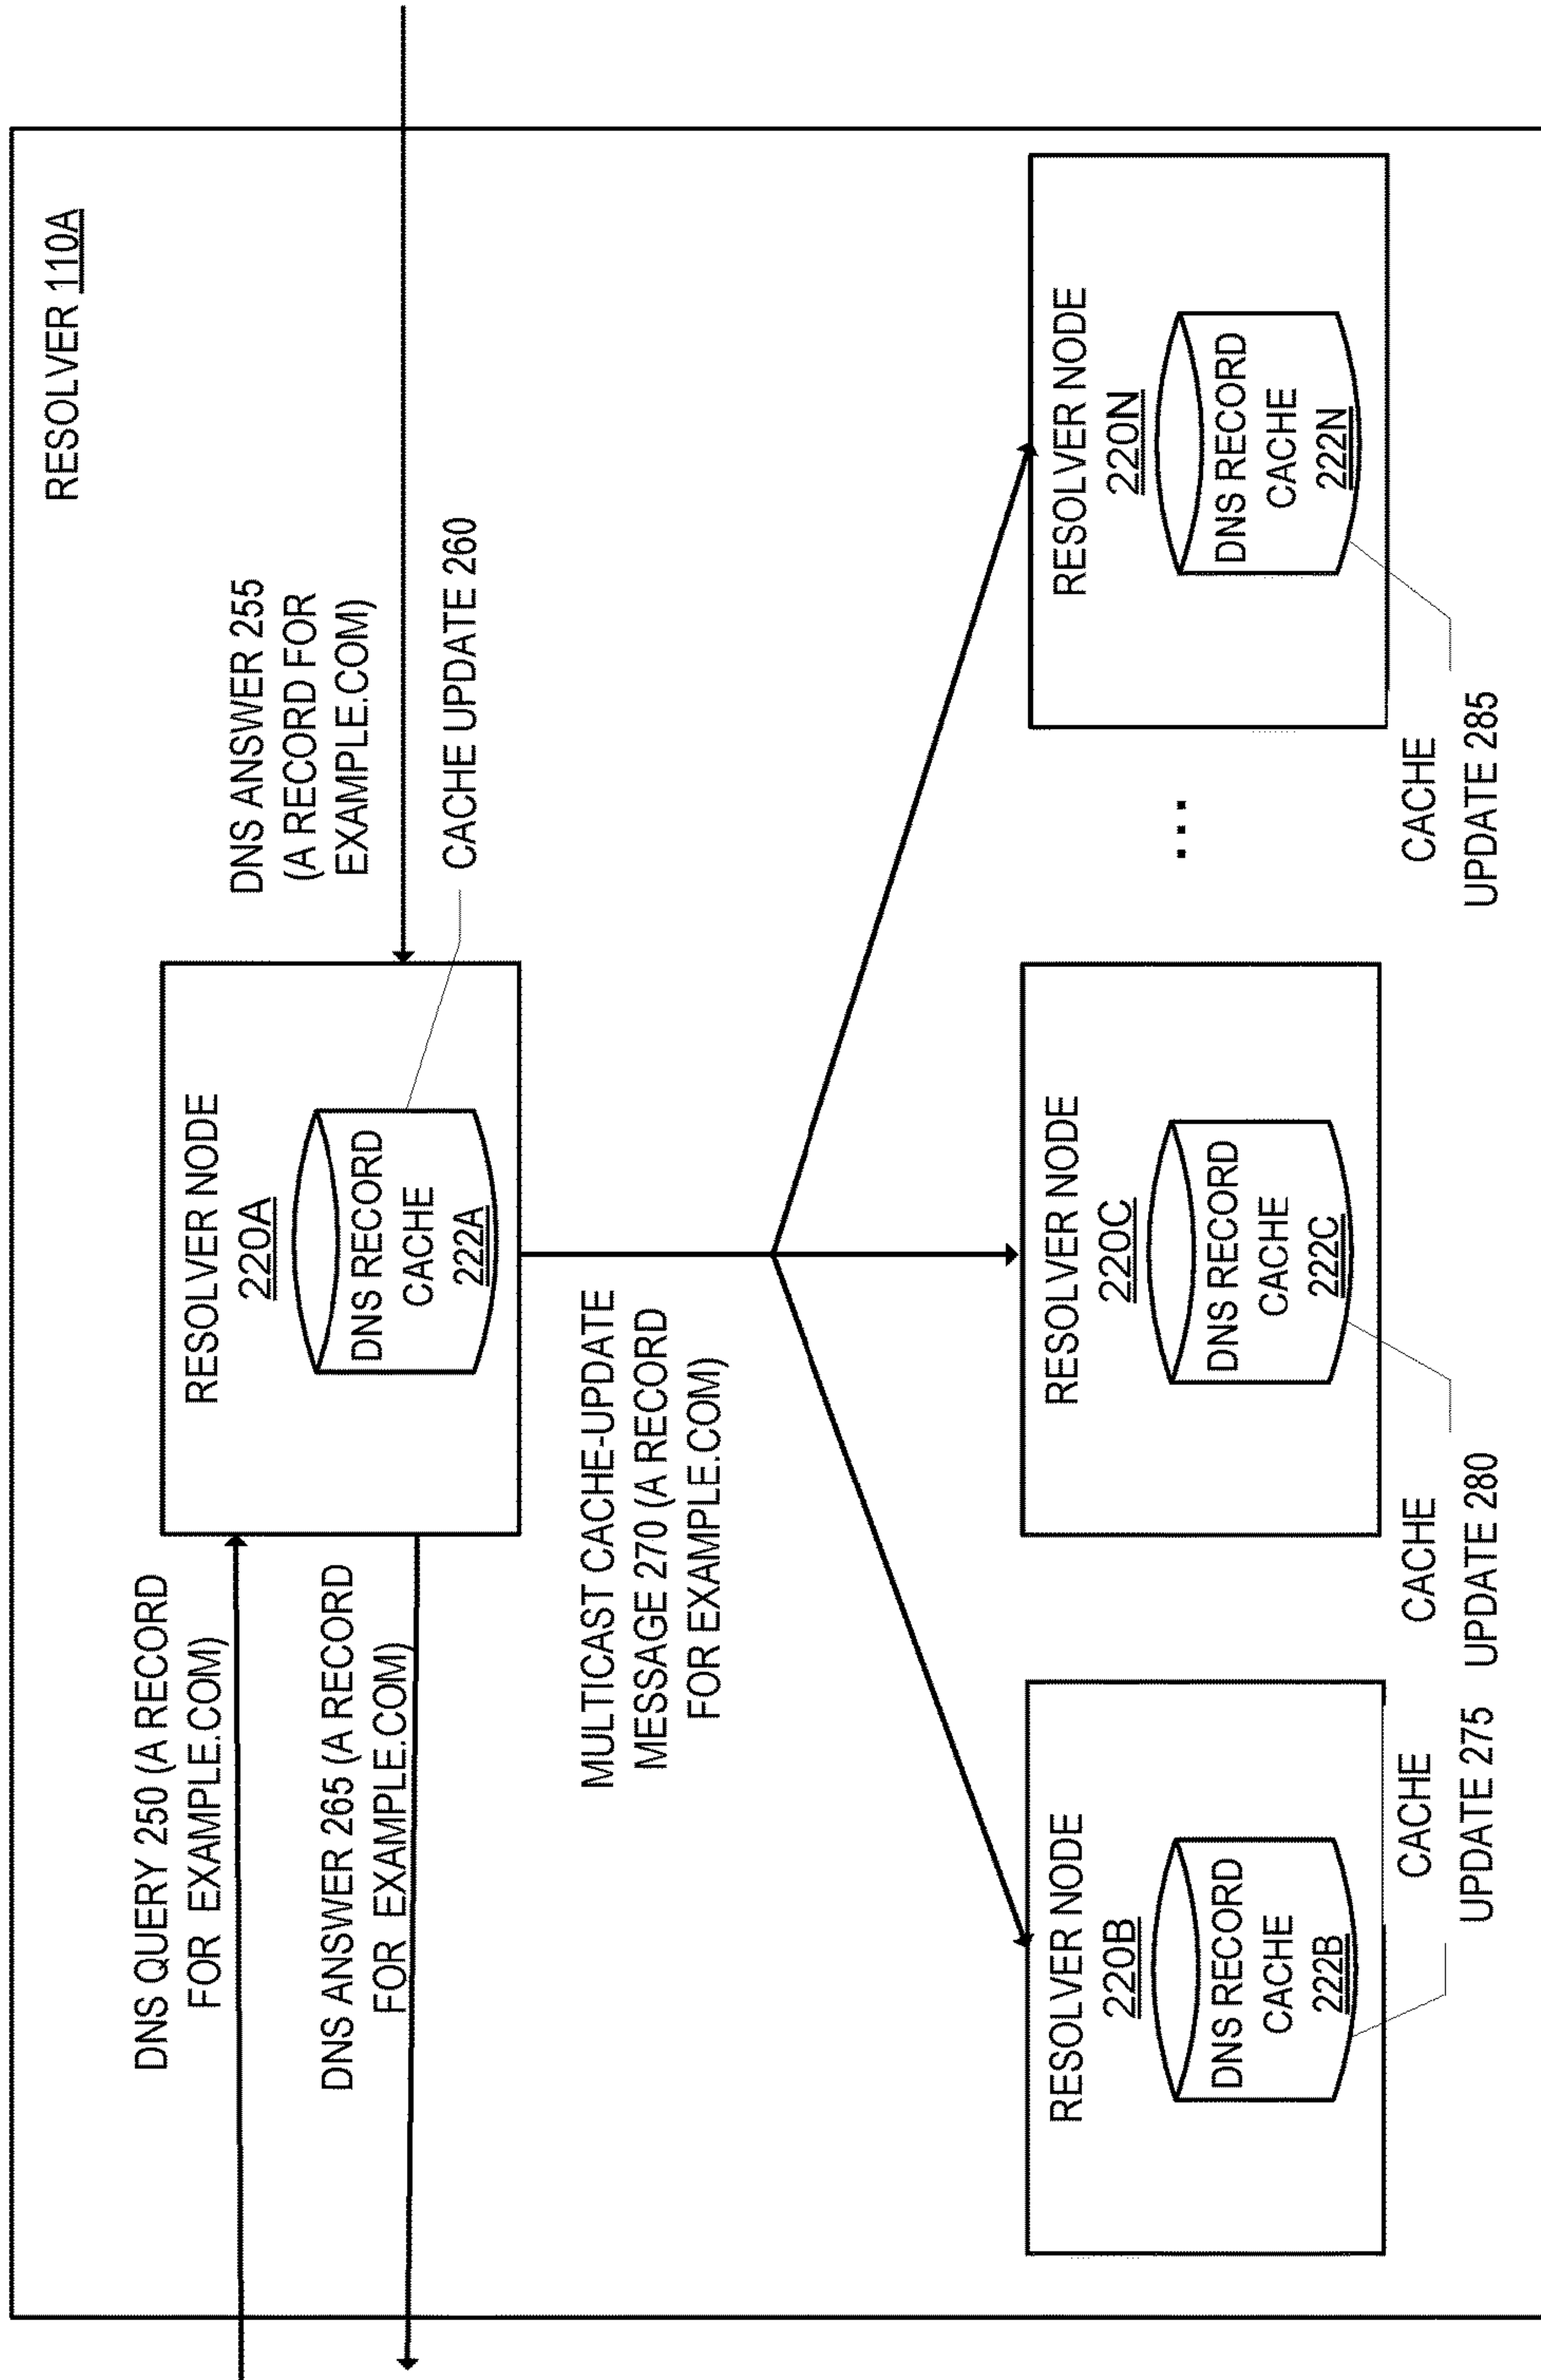 RESOLVER 110A
DNS QUERY 250 (A RECORD
FOR EXAMPLE.COM)
DNS ANSWER 265 (A RECORD
FOR EXAMPLE.COM)
RESOLVER NODE
220A
DNS RECORD
CACHE
222A
DNS ANSWER 255
(A RECORD FOR
EXAMPLE.COM)
CACHE UPDATE 260
MULTICAST CACHE-UPDATE
MESSAGE 270 (A RECORD
FOR EXAMPLE.COM)
RESOLVER NODE
220B
DNS RECORD
CACHE
222B
CACHE
UPDATE 275
RESOLVER NODE
220C
DNS RECORD
CACHE
222C
CACHE
UPDATE 280
...
RESOLVER NODE
220N
DNS RECORD
CACHE
222N
CACHE
UPDATE 285